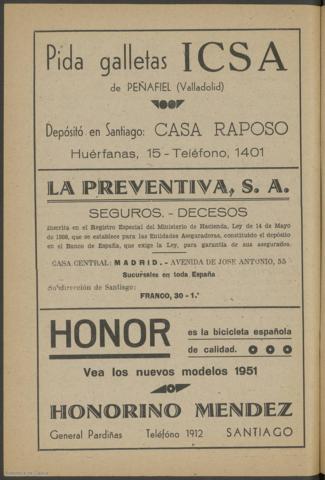 Pida galletas ICSA
de PEÑAFIEL (Valladolid)
Depósitó en Santiago: CASA RAPOSO
Huérfanas, 15 - Teléfono, 1401
LA PREVENTIVA, S. A.
SEGUROS. - DECESOS
Inscrita en el Registro Especial del Ministerio de Hacienda, Ley de 14 de Mayo
de 1908, que se establece para las Entidades Aseguradoras, constituido el depósito
en el Banco de España, que exige la Ley, para garantía de sus asegurados.
CASA CENTRAL: MADRID. - AVENIDA DE JOSE ANTONIO, 55
Sucursales en toda España
Subdirección de Santiago:
FRANCO, 30 - 1.º
HONOR
es la bicicleta española
de calidad.
Vea los nuevos modelos 1951
HONORINO MENDEZ
General Pardiñas Teléfóno 1912 SANTIAGO